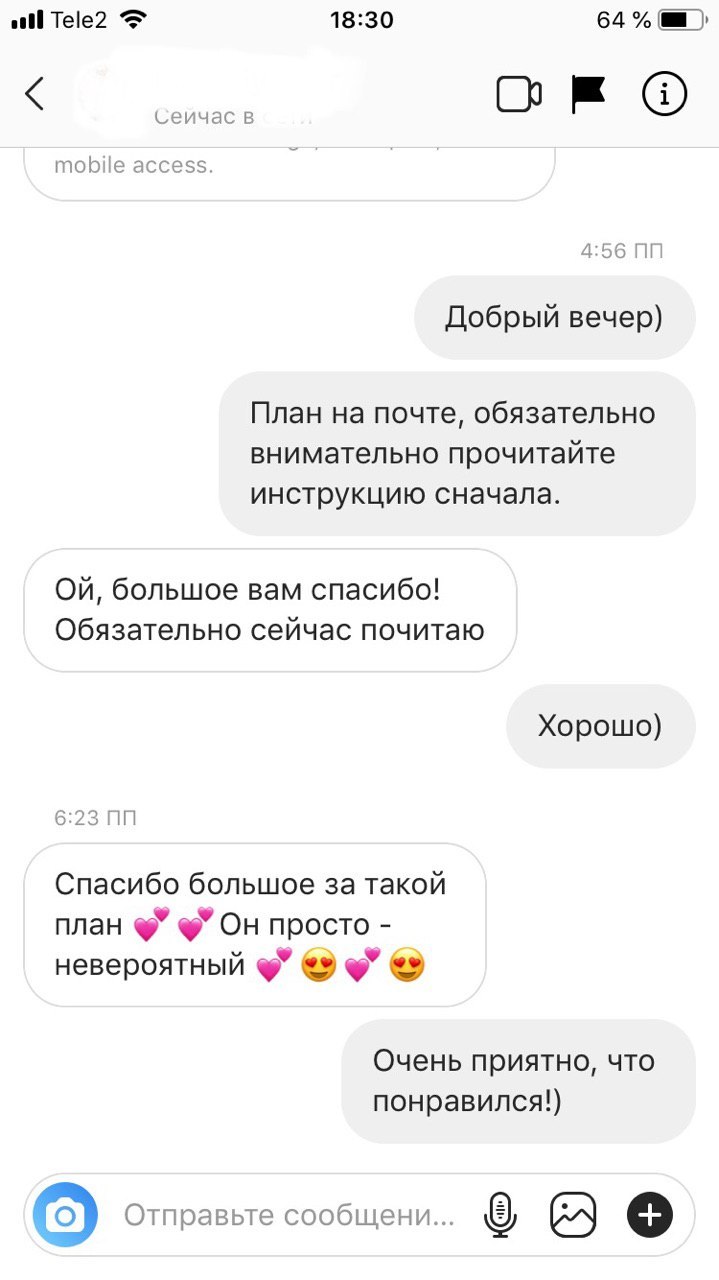 Tele2
18:30
64 %
Сейчас в
mobile access.
4:56 ПП
Добрый вечер)
План на почте, обязательно
внимательно прочитайте
инструкцию сначала.
Ой, большое вам спасибо!
Обязательно сейчас почитаю
Хорошо)
6:23 ПП
Спасибо большое за такой
план 💕 💕 Он просто -
невероятный 💕 😍 💕 😍
Очень приятно, что
понравился!)
Отправьте сообщени...